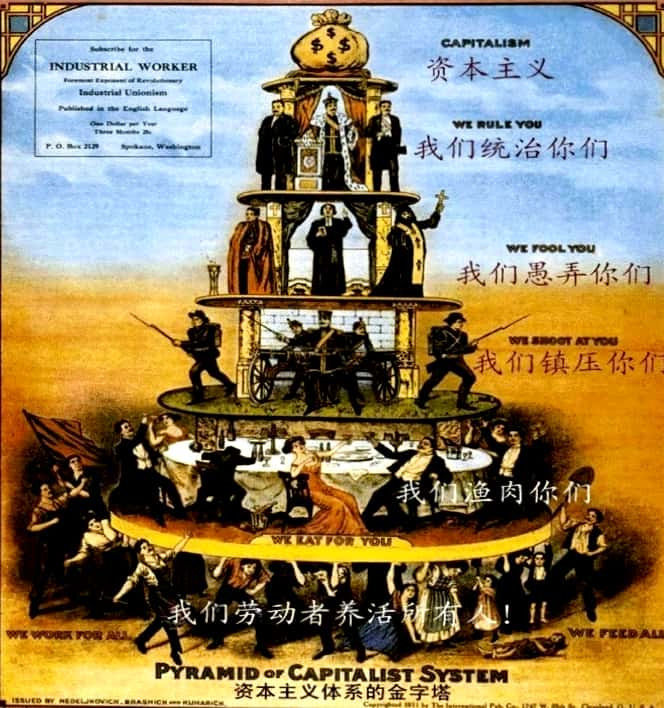 Subscribe for the
INDUSTRIAL WORKER
Foremost Exponent of Revolutionary
Industrial Unionism
Published in the English Language
One Dollar per Year
Three Months 25c.
P. O. Box 2129 Spokane, Washington
$ $ $ $
CAPITALISM
资本主义
WE RULE YOU
我们统治你们
WE FOOL YOU
我们愚弄你们
WE SHOOT AT YOU
我们镇压你们
我们渔肉你们
WE EAT FOR YOU
我们劳动者养活所有人!
WE WORK FOR ALL
WE FEED ALL
PYRAMID OF CAPITALIST SYSTEM
资本主义体系的金字塔
ISSUED BY NEDELJKOVICH, BRASHICH AND KUHARICH.
Copyrighted 1911 by The International Pub. Co., Cleveland, O., U.S.A.